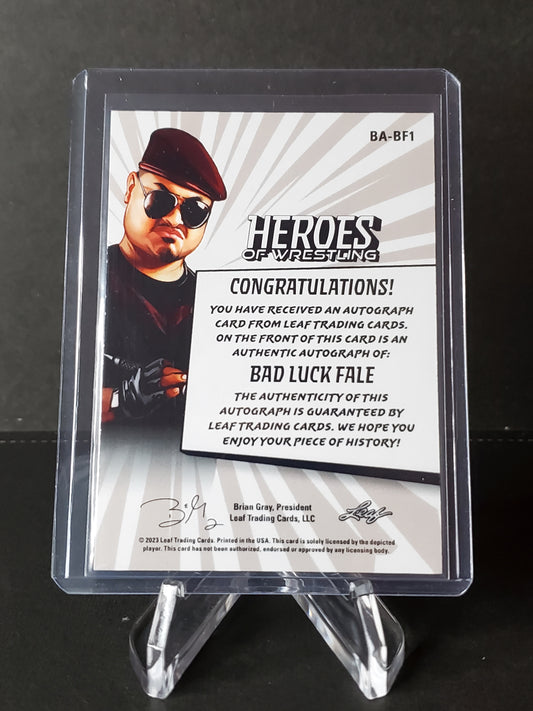 BA-BF1
HEROES
OF WRESTLING
CONGRATULATIONS!
YOU HAVE RECEIVED AN AUTOGRAPH
CARD FROM LEAF TRADING CARDS.
ON THE FRONT OF THIS CARD IS AN
AUTHENTIC AUTOGRAPH OF:
BAD LUCK FALE
THE AUTHENTICITY OF THIS
AUTOGRAPH IS GUARANTEED BY
LEAF TRADING CARDS. WE HOPE YOU
ENJOY YOUR PIECE OF HISTORY!
Brian Gray, President
Leaf Trading Cards, LLC
Leaf
© 2023 Leaf Trading Cards. Printed in the USA. This card is solely licensed by the depicted
player. This card has not been authorized, endorsed or approved by any licensing body.